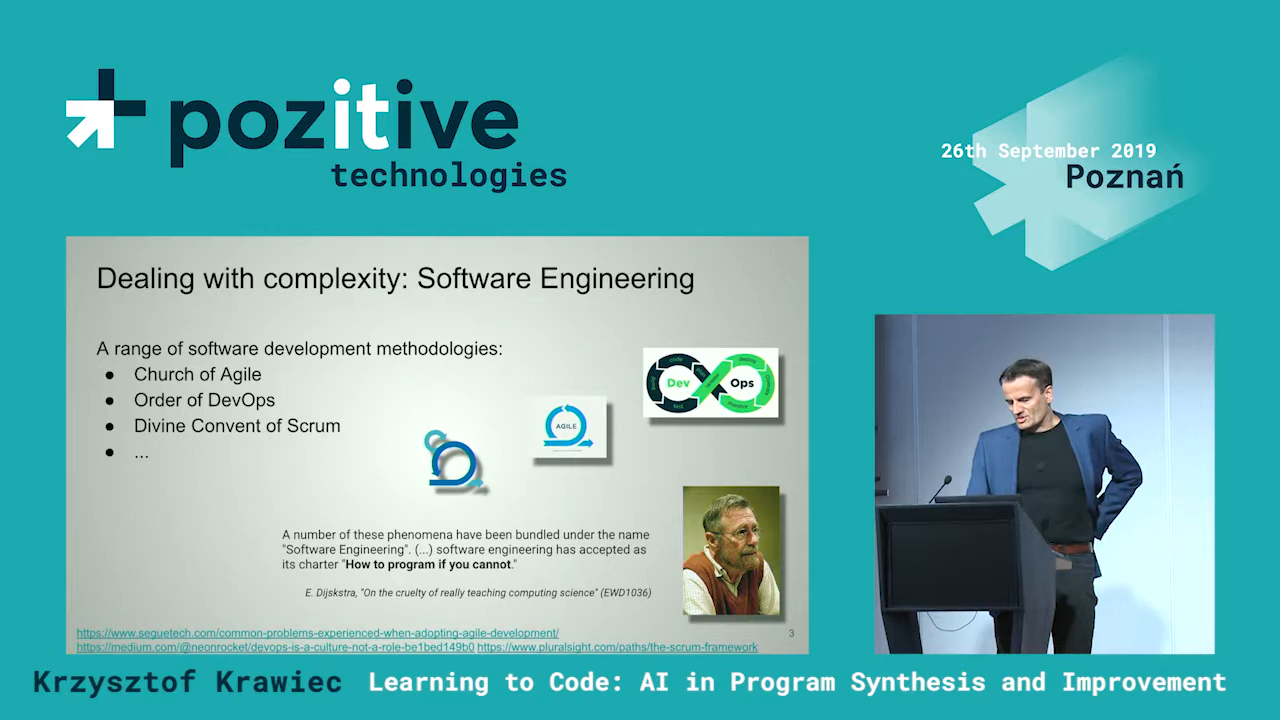 pozitive
technologies
26th September 2019
Poznań
Dealing with complexity: Software Engineering
A range of software development methodologies:
● Church of Agile
● Order of DevOps
● Divine Convent of Scrum
● ...
code
build
test
Dev
Ops
AGILE
A number of these phenomena have been bundled under the name
"Software Engineering". (...) software engineering has accepted as
its charter "How to program if you cannot."
E. Dijskstra, "On the cruelty of really teaching computing science" (EWD1036)
https://www.seguetech.com/common-problems-experienced-when-adopting-agile-development/
https://medium.com/@neonrocket/devops-is-a-culture-not-a-role-be1bed149b0 https://www.pluralsight.com/paths/the-scrum-framework
3
Krzysztof Krawiec Learning to Code: AI in Program Synthesis and Improvement